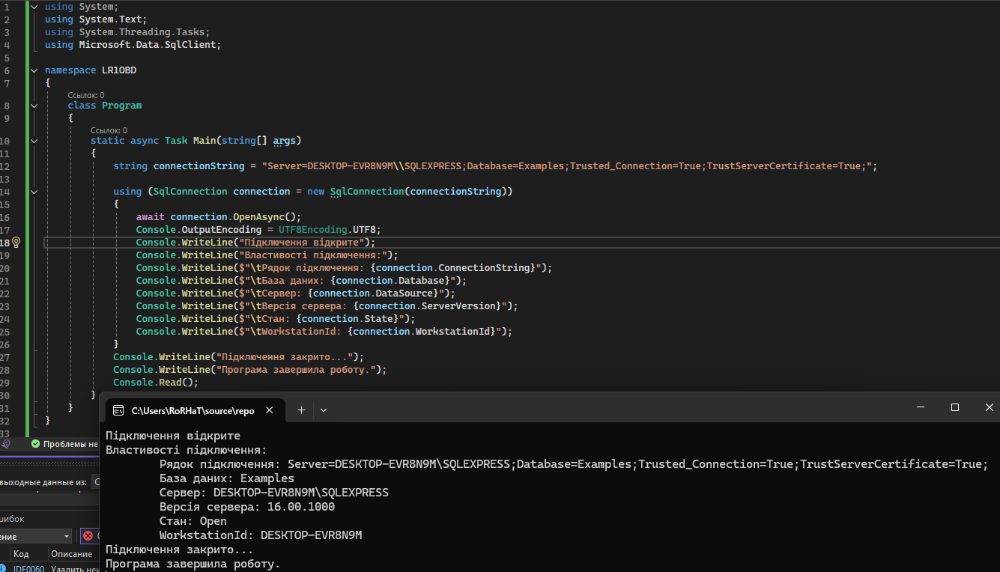 1 using System;
2 using System.Text;
3 using System.Threading.Tasks;
4 using Microsoft.Data.SqlClient;
5
6 namespace LR1OBD
7 {
Ссылок: 0
8 class Program
9 {
Ссылок: 0
10 static async Task Main(string[] args)
11 {
12 string connectionString = "Server=DESKTOP-EVR8N9M\\SQLEXPRESS;Database=Examples;Trusted_Connection=True;TrustServerCertificate=True;";
13
14 using (SqlConnection connection = new SqlConnection(connectionString))
15 {
16 await connection.OpenAsync();
17 Console.OutputEncoding = UTF8Encoding.UTF8;
18 Console.WriteLine("Підключення відкрите");
19 Console.WriteLine("Властивості підключення:");
20 Console.WriteLine($"\tРядок підключення: {connection.ConnectionString}");
21 Console.WriteLine($"\tБаза даних: {connection.Database}");
22 Console.WriteLine($"\tСервер: {connection.DataSource}");
23 Console.WriteLine($"\tВерсія сервера: {connection.ServerVersion}");
24 Console.WriteLine($"\tСтан: {connection.State}");
25 Console.WriteLine($"\tWorkstationId: {connection.WorkstationId}");
26 }
27 Console.WriteLine("Підключення закрито...");
28 Console.WriteLine("Програма завершила роботу.");
29 Console.Read();
30 }
31 }
32 }
33
Проблемы не
выходные данные из:
Код Описание
IDE0060 Удалить
C:\Users\RoRHaT\source\repo
Підключення відкрите
Властивості підключення:
Рядок підключення: Server=DESKTOP-EVR8N9M\SQLEXPRESS;Database=Examples;Trusted_Connection=True;TrustServerCertificate=True;
База даних: Examples
Сервер: DESKTOP-EVR8N9M\SQLEXPRESS
Версія сервера: 16.00.1000
Стан: Open
WorkstationId: DESKTOP-EVR8N9M
Підключення закрито...
Програма завершила роботу.